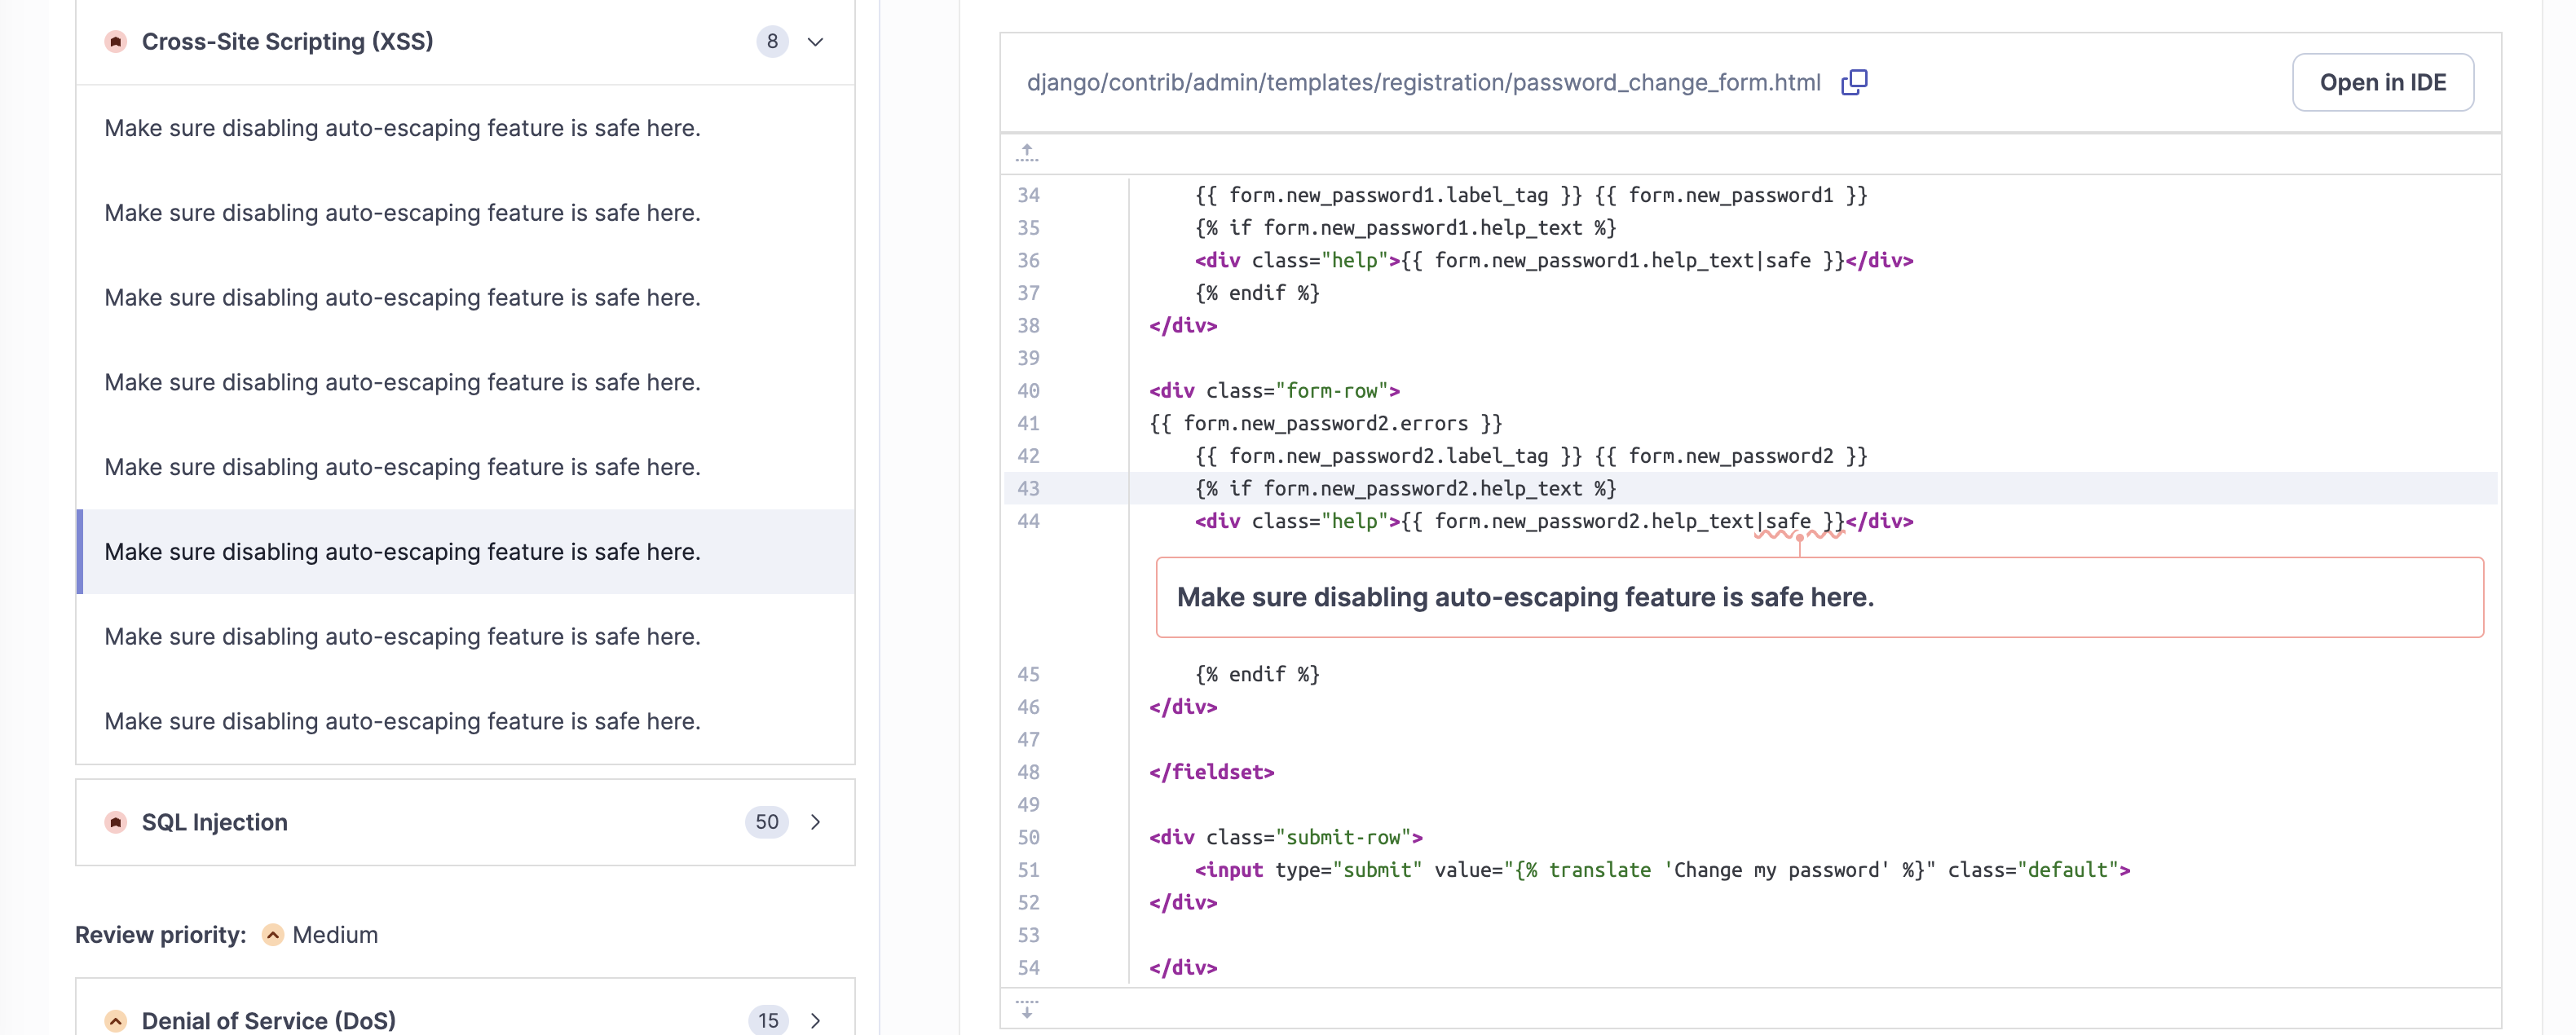 Cross-Site Scripting (XSS) 8
Make sure disabling auto-escaping feature is safe here.
Make sure disabling auto-escaping feature is safe here.
Make sure disabling auto-escaping feature is safe here.
Make sure disabling auto-escaping feature is safe here.
Make sure disabling auto-escaping feature is safe here.
Make sure disabling auto-escaping feature is safe here.
Make sure disabling auto-escaping feature is safe here.
Make sure disabling auto-escaping feature is safe here.
SQL Injection 50
Review priority: Medium
Denial of Service (DoS) 15
django/contrib/admin/templates/registration/password_change_form.html Open in IDE
34 {{ form.new_password1.label_tag }} {{ form.new_password1 }}
35 {% if form.new_password1.help_text %}
36 <div class="help">{{ form.new_password1.help_text|safe }}</div>
37 {% endif %}
38 </div>
39
40 <div class="form-row">
41 {{ form.new_password2.errors }}
42 {{ form.new_password2.label_tag }} {{ form.new_password2 }}
43 {% if form.new_password2.help_text %}
44 <div class="help">{{ form.new_password2.help_text|safe }}</div>
Make sure disabling auto-escaping feature is safe here.
45 {% endif %}
46 </div>
47
48 </fieldset>
49
50 <div class="submit-row">
51 <input type="submit" value="{% translate 'Change my password' %}" class="default">
52 </div>
53
54 </div>